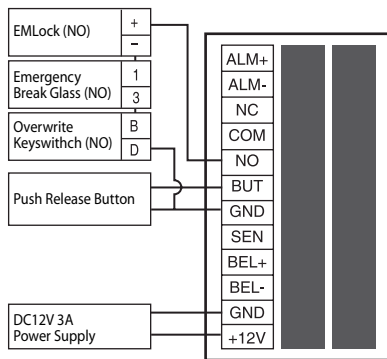 EMLock (NO)
+
–
Emergency
Break Glass (NO)
1
3
Overwrite
Keyswithch (NO)
B
D
Push Release Button
DC12V 3A
Power Supply
ALM+
ALM-
NC
COM
NO
BUT
GND
SEN
BEL+
BEL-
GND
+12V